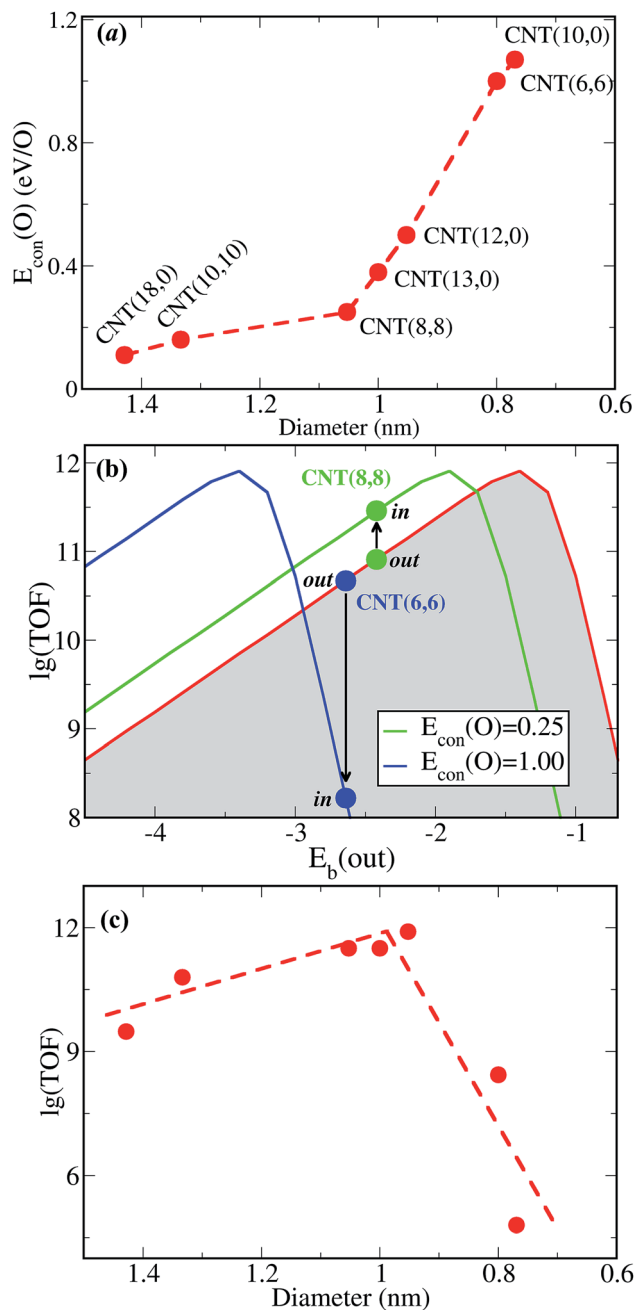 (a)
1.2
0.8
0.4
0
E_con(O) (eV/O)
CNT(10,0)
CNT(6,6)
CNT(12,0)
CNT(13,0)
CNT(8,8)
CNT(18,0)
CNT(10,10)
1.4 1.2 1 0.8 0.6
Diameter (nm)
(b)
12
11
10
9
8
lg(TOF)
CNT(8,8)
in
out
out
CNT(6,6)
in
E_con(O)=0.25
E_con(O)=1.00
-4 -3 -2 -1
E_b(out)
(c)
12
9
6
lg(TOF)
1.4 1.2 1 0.8 0.6
Diameter (nm)